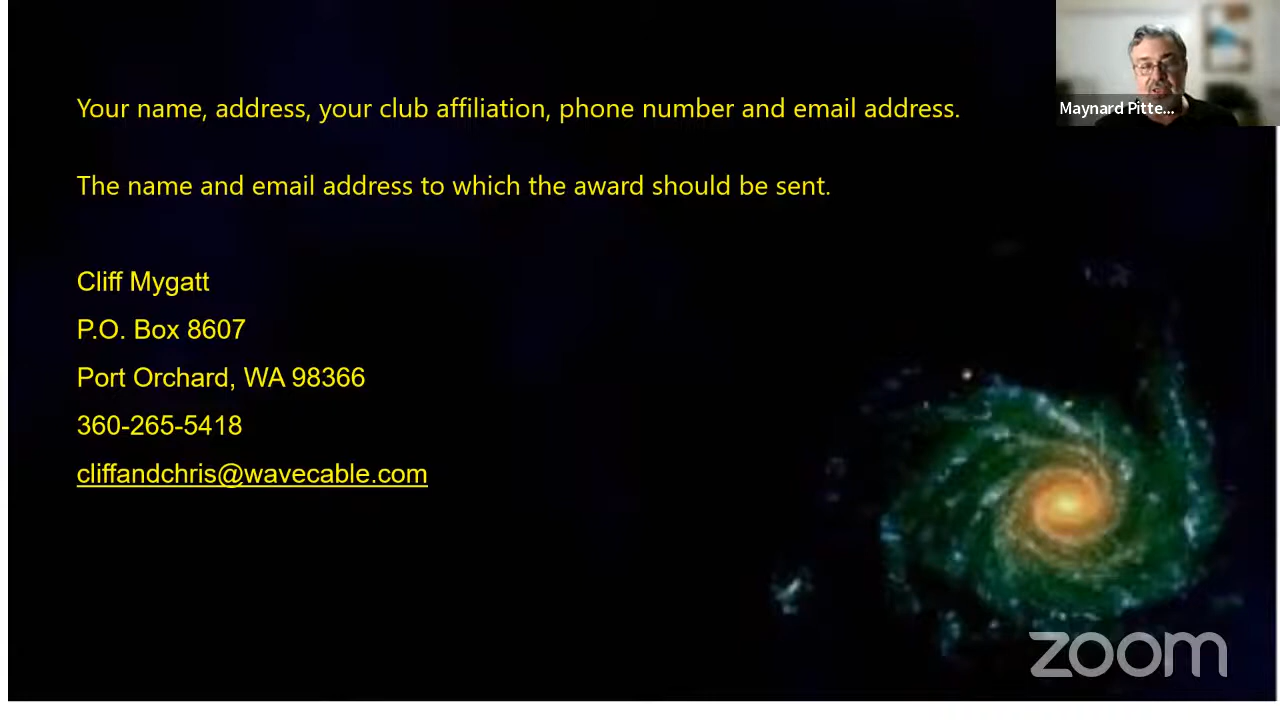 Your name, address, your club affiliation, phone number and email address.
Maynard Pitte...
The name and email address to which the award should be sent.
Cliff Mygatt
P.O. Box 8607
Port Orchard, WA 98366
360-265-5418
cliffandchris@wavecable.com
zoom